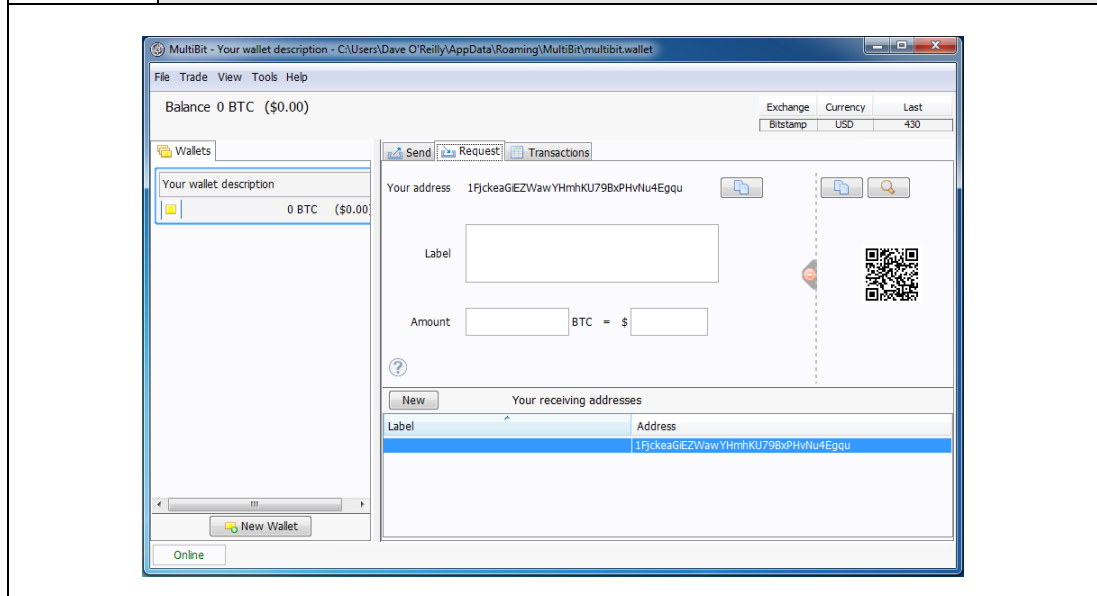 MultiBit - Your wallet description - C:\Users\Dave O'Reilly\AppData\Roaming\MultiBit\multibit.wallet
File Trade View Tools Help
Balance 0 BTC ($0.00)
Exchange Currency Last
Bitstamp USD 430
Wallets
Send Request Transactions
Your wallet description
0 BTC ($0.00)
Your address 1FjckeaGiEZWawYHmhKU79BxPHvNu4Egqu
Label
Amount BTC = $
?
New Your receiving addresses
Label Address
1FjckeaGiEZWawYHmhKU79BxPHvNu4Egqu
New Wallet
Online